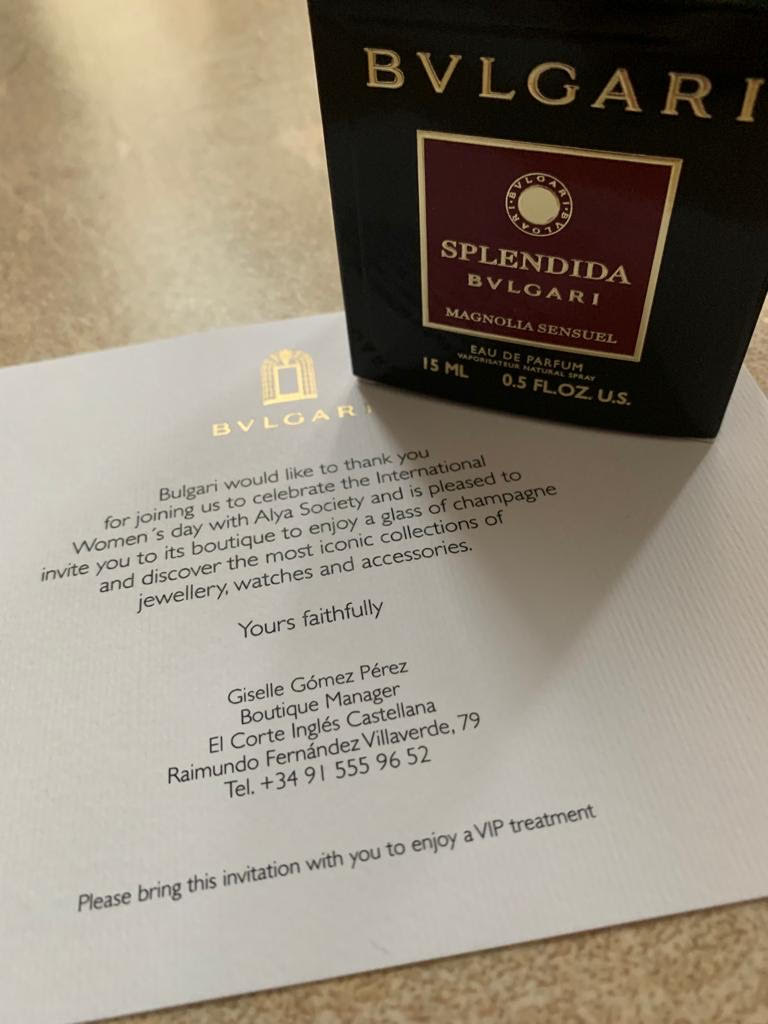 BVLGARI
BVLGARI·BVLGARI·
SPLENDIDA
BVLGARI
MAGNOLIA SENSUEL
EAU DE PARFUM
VAPORISATEUR NATURAL SPRAY
15 ML 0.5 FL.OZ. U.S.
BVLGARI
Bulgari would like to thank you
for joining us to celebrate the International
Women´s day with Alya Society and is pleased to
invite you to its boutique to enjoy a glass of champagne
and discover the most iconic collections of
jewellery, watches and accessories.
Yours faithfully
Giselle Gómez Pérez
Boutique Manager
El Corte Inglés Castellana
Raimundo Fernández Villaverde, 79
Tel. +34 91 555 96 52
Please bring this invitation with you to enjoy a VIP treatment